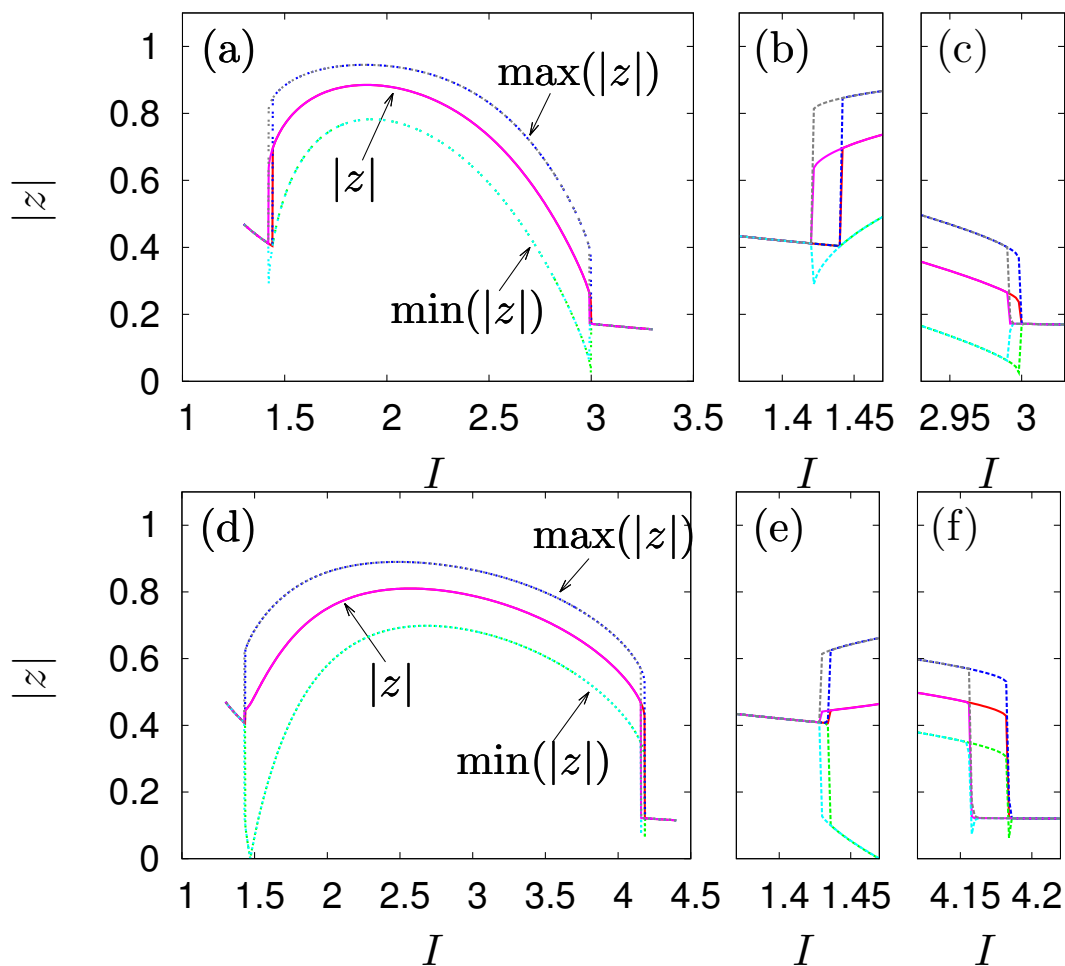 (a)
(b)
(c)
max(|z|)
|z|
min(|z|)
|z|
1
0.8
0.6
0.4
0.2
0
1
1.5
2
2.5
3
3.5
1.4
1.45
2.95
3
I
I
I
(d)
(e)
(f)
max(|z|)
|z|
min(|z|)
|z|
1
0.8
0.6
0.4
0.2
0
1
1.5
2
2.5
3
3.5
4
4.5
1.4
1.45
4.15
4.2
I
I
I